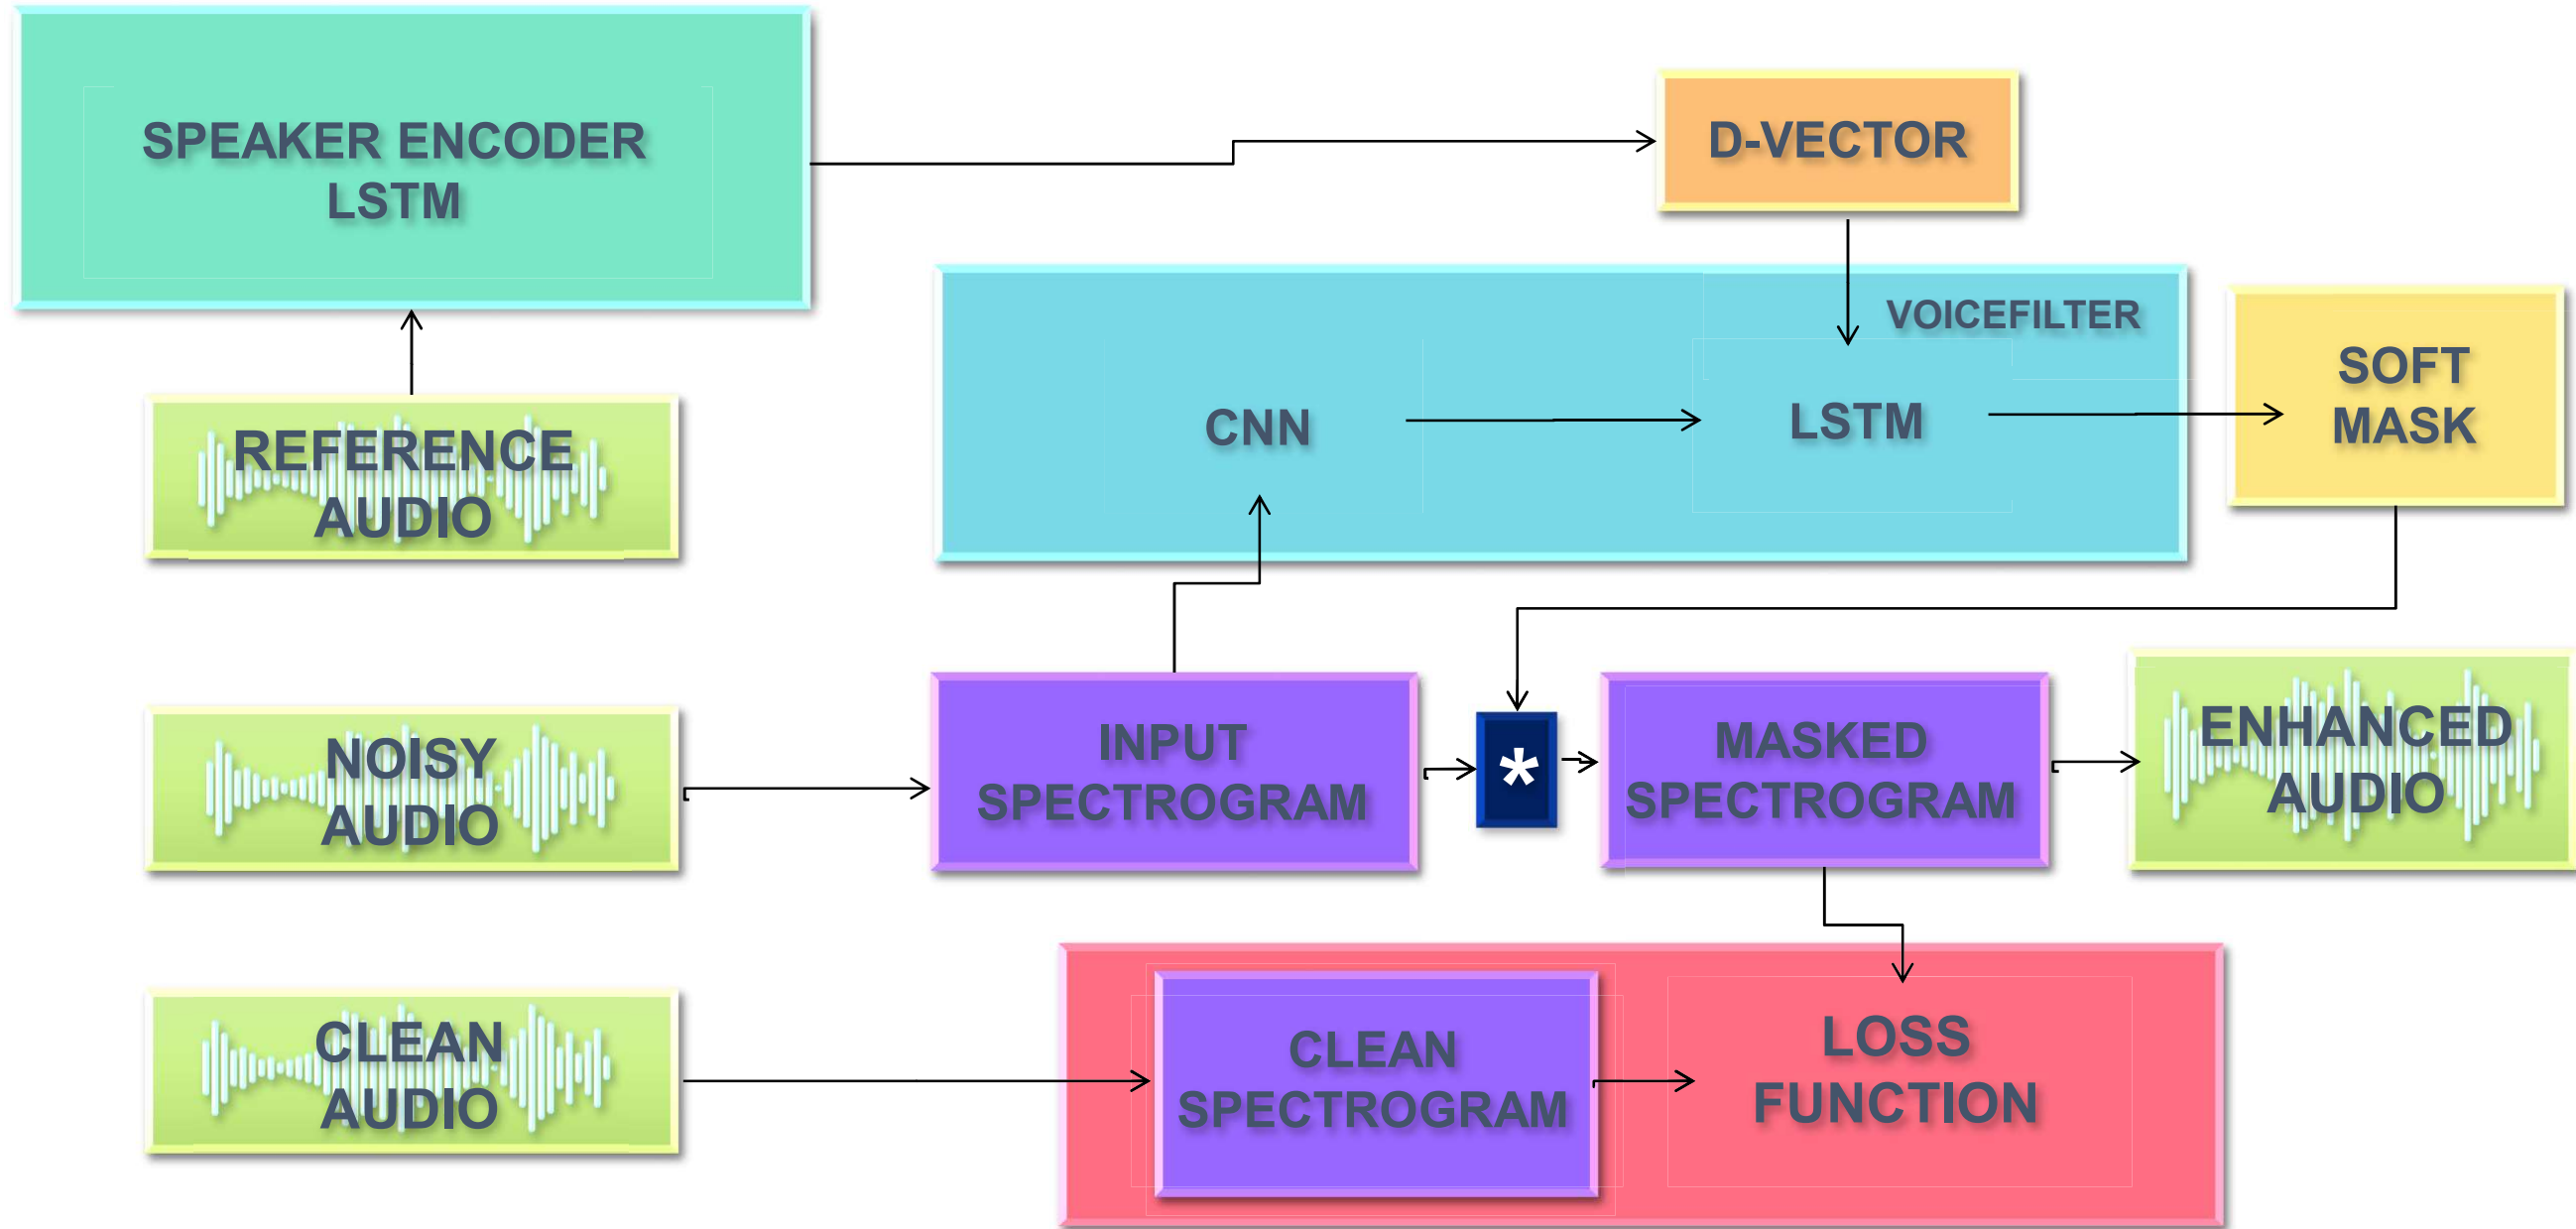 SPEAKER ENCODER
LSTM
D-VECTOR
VOICEFILTER
CNN
LSTM
SOFT
MASK
REFERENCE
AUDIO
NOISY
AUDIO
INPUT
SPECTROGRAM
*
MASKED
SPECTROGRAM
ENHANCED
AUDIO
CLEAN
AUDIO
CLEAN
SPECTROGRAM
LOSS
FUNCTION